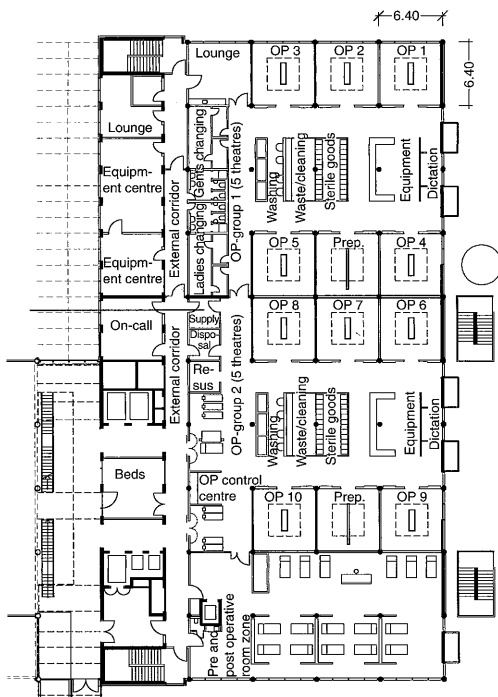 6.40
Lounge
OP 3
OP 2
OP 1
6.40
Lounge
Gents changing
OP-group 1 (5 theatres)
Washing
Waste/cleaning
Sterile goods
Equipment
Dictation
Equipm-
ent centre
External corridor
Ladies changing
OP 5
Prep.
OP 4
Equipm-
ent centre
OP 8
OP 7
OP 6
On-call
External corridor
Supply
Dispo-
sal
Re-
sus
OP-group 2 (5 theatres)
Washing
Waste/cleaning
Sterile goods
Equipment
Dictation
Beds
OP control
centre
OP 10
Prep.
OP 9
Pre and
post operative
room zone